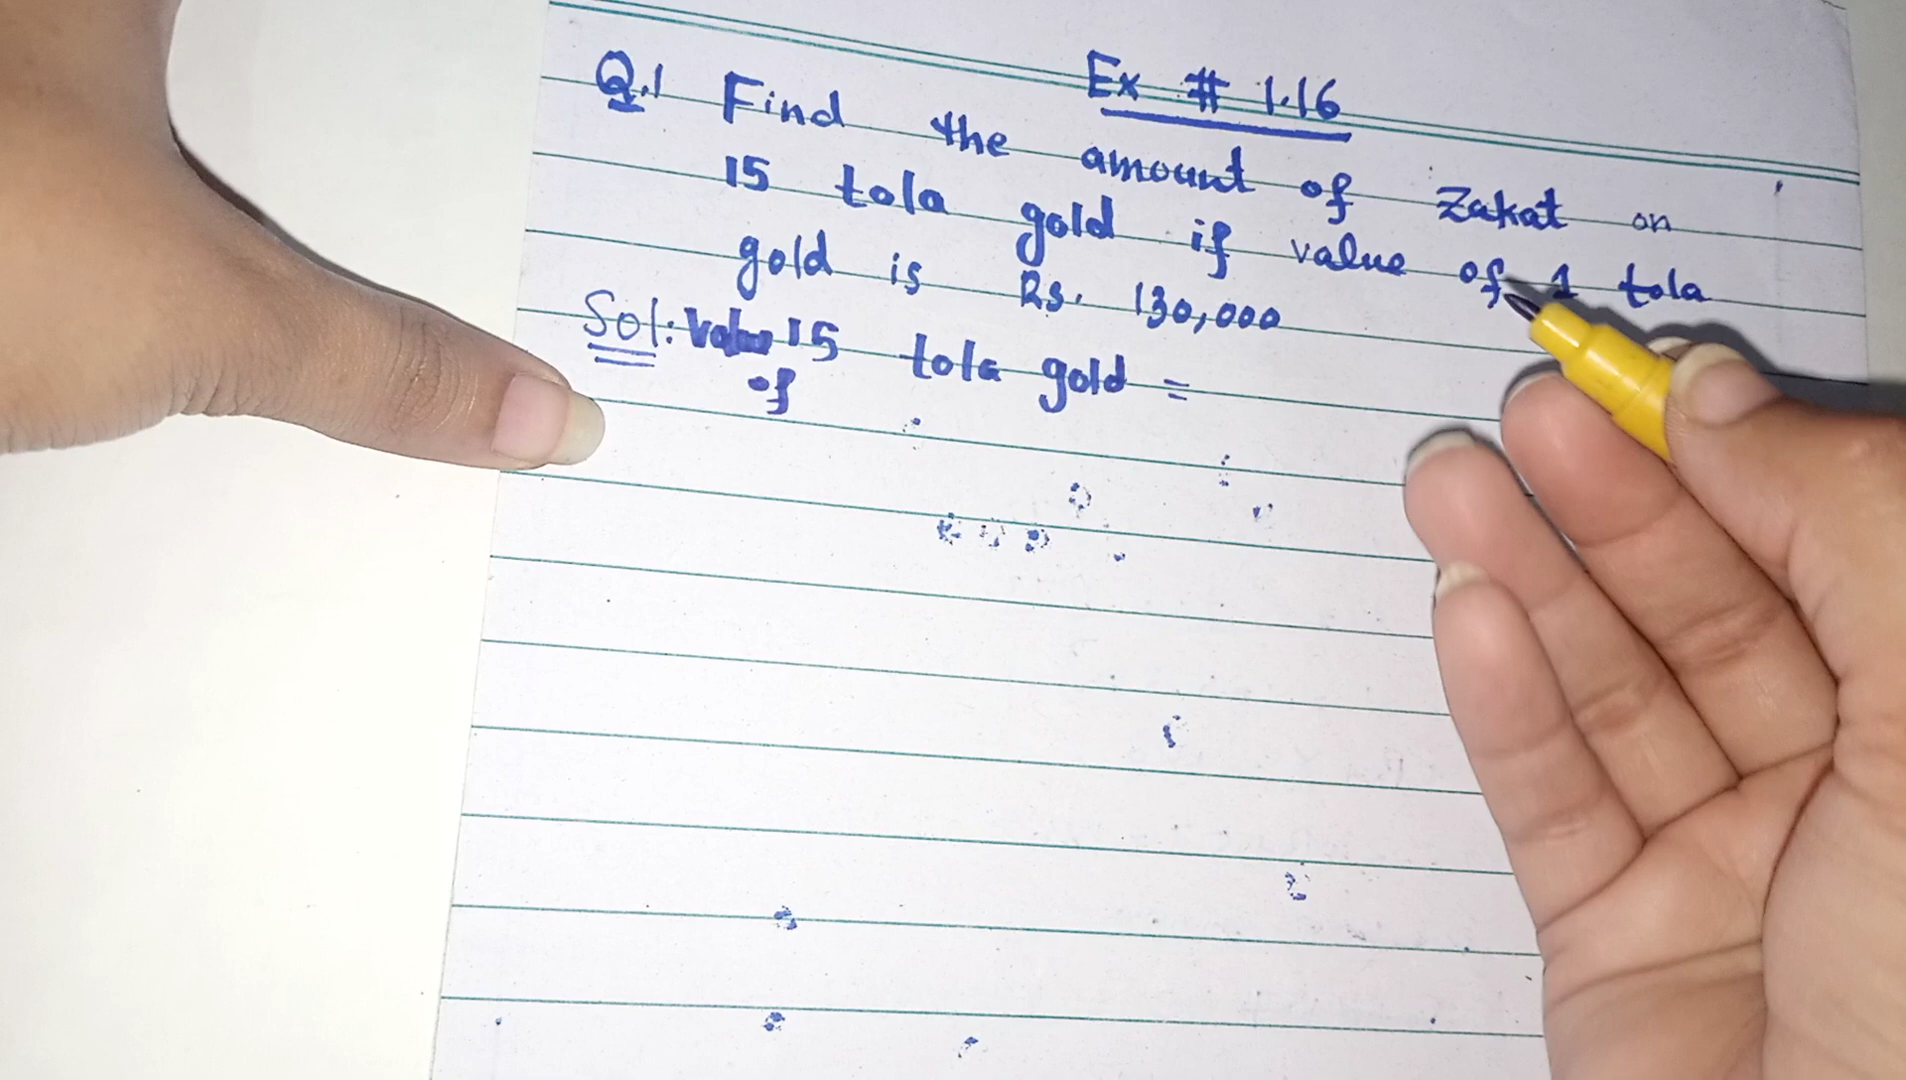 Ex # 1.16
Q.1 Find the amount of Zakat on
15 tola gold if value of 1 tola
gold is Rs. 130,000
Sol: Value 15 tola gold =
of